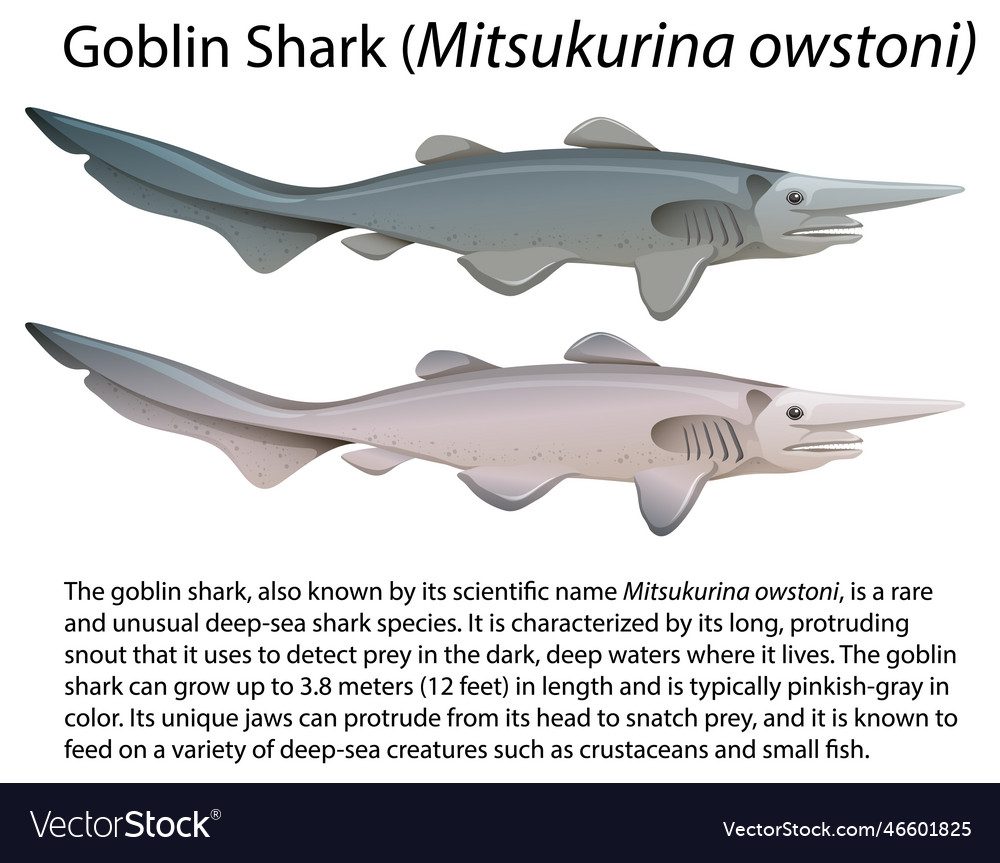 Goblin Shark (Mitsukurina owstoni)
The goblin shark, also known by its scientific name Mitsukurina owstoni, is a rare
and unusual deep-sea shark species. It is characterized by its long, protruding
snout that it uses to detect prey in the dark, deep waters where it lives. The goblin
shark can grow up to 3.8 meters (12 feet) in length and is typically pinkish-gray in
color. Its unique jaws can protrude from its head to snatch prey, and it is known to
feed on a variety of deep-sea creatures such as crustaceans and small fish.
VectorStock®
VectorStock.com/46601825